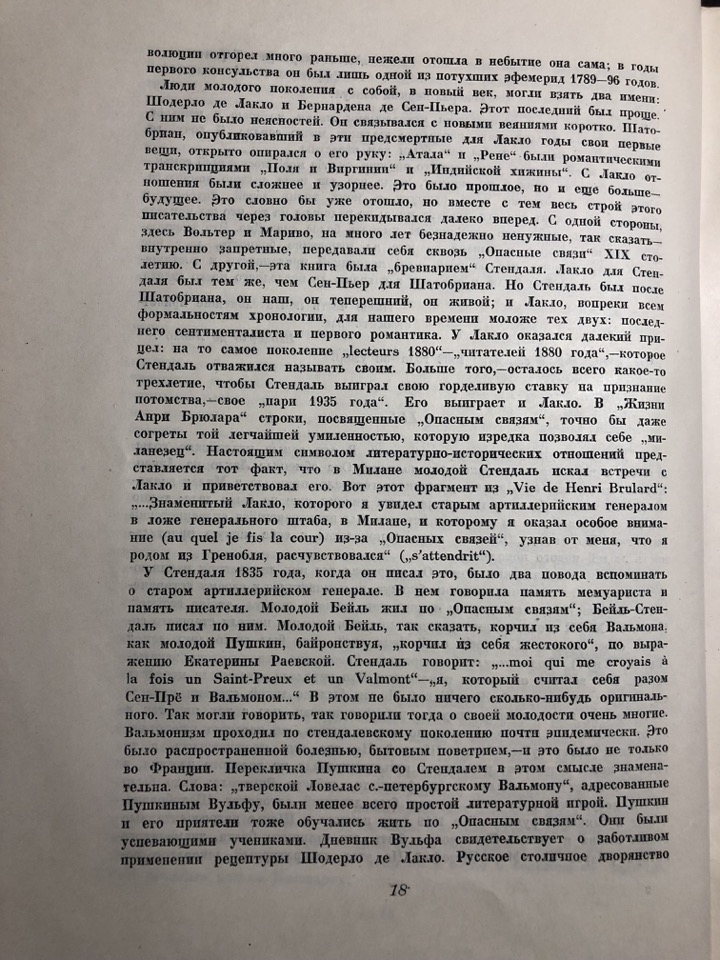 волюции отгорел много раньше, нежели отошла в небытие она сама; в годы
первого консульства он был лишь одной из потухших эфемерид 1789—96 годов.
Люди молодого поколения с собой, в новый век, могли взять два имени:
Шодерло де Лакло и Бернардена де Сен-Пьера. Этот последний был проще.
С ним не было неясностей. Он связывался с новыми веяниями коротко. Шато-
бриан, опубликовавший в эти предсмертные для Лакло годы свои первые
вещи, открыто опирался о его руку: „Атала“ и „Рене“ были романтическими
транскрипциями „Поля и Виргинии“ и „Индийской хижины“. С Лакло от-
ношения были сложнее и узорнее. Это было прошлое, но и еще больше—
будущее. Это словно бы уже отошло, но вместе с тем весь строй этого
писательства через головы перекидывался далеко вперед. С одной стороны,
здесь Вольтер и Мариво, на много лет безнадежно ненужные, так сказать—
внутренно запретные, передавали себя сквозь „Опасные связи“ XIX сто-
летию. С другой,—эта книга была „бревиарием“ Стендаля. Лакло для Стен-
даля был тем же, чем Сен-Пьер для Шатобриана. Но Стендаль был после
Шатобриана, он наш, он теперешний, он живой; и Лакло, вопреки всем
формальностям хронологии, для нашего времени моложе тех двух: послед-
него сентименталиста и первого романтика. У Лакло оказался далекий при-
цел: на то самое поколение „lecteurs 1880“—„читателей 1880 года“,—которое
Стендаль отважился называть своим. Больше того,—осталось всего какое-то
трехлетие, чтобы Стендаль выиграл свою горделивую ставку на признание
потомства,—свое „пари 1935 года“. Его выиграет и Лакло. В „Жизни
Анри Брюлара“ строки, посвященные „Опасным связям“, точно бы даже
согреты той легчайшей умиленностью, которую изредка позволял себе „ми-
ланезец“. Настоящим символом литературно-исторических отношений пред-
ставляется тот факт, что в Милане молодой Стендаль искал встречи с
Лакло и приветствовал его. Вот этот фрагмент из „Vie de Henri Brulard“:
„...Знаменитый Лакло, которого я увидел старым артиллерийским генералом
в ложе генерального штаба, в Милане, и которому я оказал особое внима-
ние (au quel je fis la cour) из-за „Опасных связей“, узнав от меня, что я
родом из Гренобля, расчувствовался“ („s'attendrit“).
У Стендаля 1835 года, когда он писал это, было два повода вспоминать
о старом артиллерийском генерале. В нем говорила память мемуариста и
память писателя. Молодой Бейль жил по „Опасным связям“; Бейль-Стен-
даль писал по ним. Молодой Бейль, так сказать, корчил из себя Вальмона,
как молодой Пушкин, байронствуя, „корчил из себя жестокого“, по выра-
жению Екатерины Раевской. Стендаль говорит: „...moi qui me croyais à
la fois un Saint-Preux et un Valmont“—„я, который считал себя разом
Сен-Прё и Вальмоном...“ В этом не было ничего сколько-нибудь оригиналь-
ного. Так могли говорить, так говорили тогда о своей молодости очень многие.
Вальмонизм проходил по стендалевскому поколению почти эпидемически. Это
было распространенной болезнью, бытовым поветрием,—и это было не только
во Франции. Перекличка Пушкина со Стендалем в этом смысле знамена-
тельна. Слова: „тверской Ловелас с.-петербургскому Вальмону“, адресованные
Пушкиным Вульфу, были менее всего простой литературной игрой. Пушкин
и его приятели тоже обучались жить по „Опасным связям“. Они были
успевающими учениками. Дневник Вульфа свидетельствует о заботливом
применении рецептуры Шодерло де Лакло. Русское столичное дворянство
18